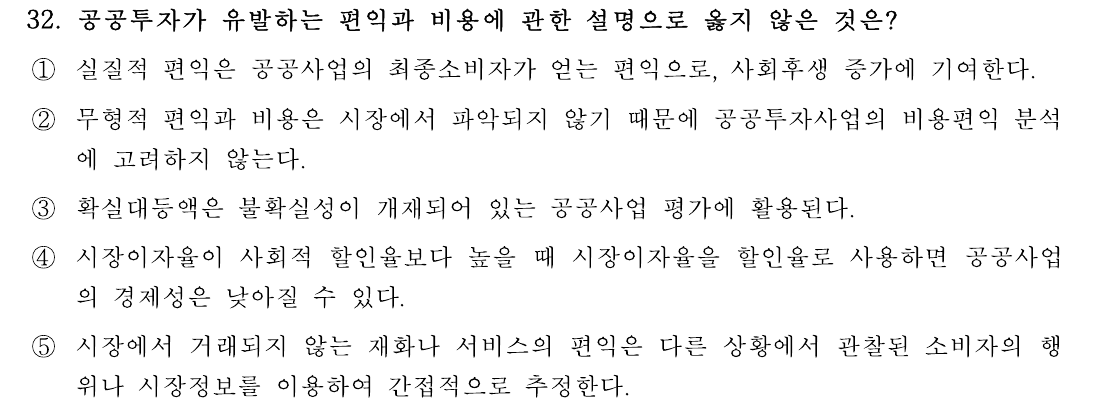 32. 공공투자가 유발하는 편익과 비용에 관한 설명으로 옳지 않은 것은?
① 실질적 편익은 공공사업의 최종소비자가 얻는 편익으로, 사회후생 증가에 기여한다.
② 무형적 편익과 비용은 시장에서 파악되지 않기 때문에 공공투자사업의 비용편익 분석
에 고려하지 않는다.
③ 확실대등액은 불확실성이 개재되어 있는 공공사업 평가에 활용된다.
④ 시장이자율이 사회적 할인율보다 높을 때 시장이자율을 할인율로 사용하면 공공사업
의 경제성은 낮아질 수 있다.
⑤ 시장에서 거래되지 않는 재화나 서비스의 편익은 다른 상황에서 관찰된 소비자의 행
위나 시장정보를 이용하여 간접적으로 추정한다.